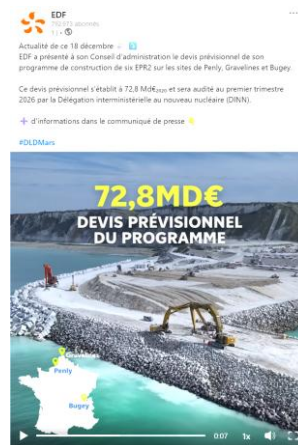 EDF
Actualité de ce 18 décembre
EDF a présenté à son Conseil d'administration le devis prévisionnel de son
programme de construction de six EPR2 sur les sites de Penly, Gravelines et Bugey.
Ce devis prévisionnel s'établit à 72,8 Md€₂₀₂₀ et sera audité au premier trimestre
2026 par la Délégation interministérielle au nouveau nucléaire (DINN).
+ d'informations dans le communiqué de presse
#DLDMars
72,8MD€
DEVIS PRÉVISIONNEL
DU PROGRAMME
Gravelines
Penly
Bugey
0:07 1x